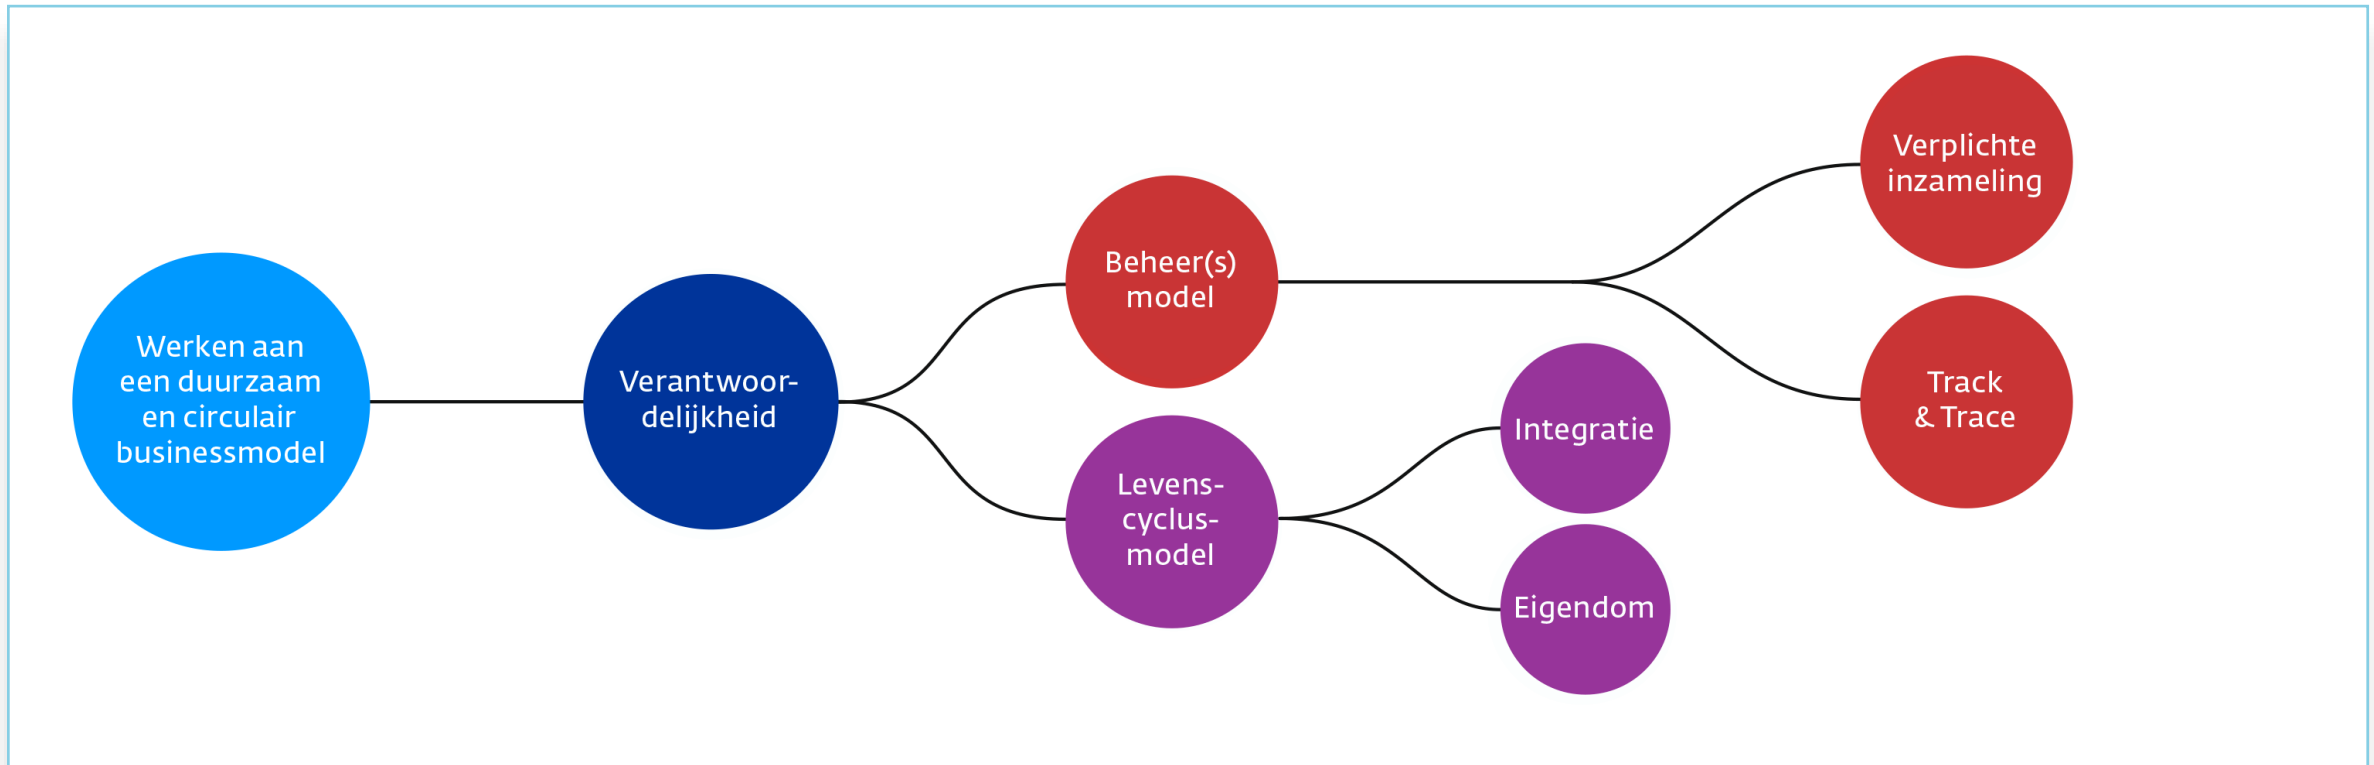 Werken aan
een duurzaam
en circulair
businessmodel
Verantwoor-
delijkheid
Beheer(s)
model
Levens-
cyclus-
model
Integratie
Eigendom
Verplichte
inzameling
Track
& Trace